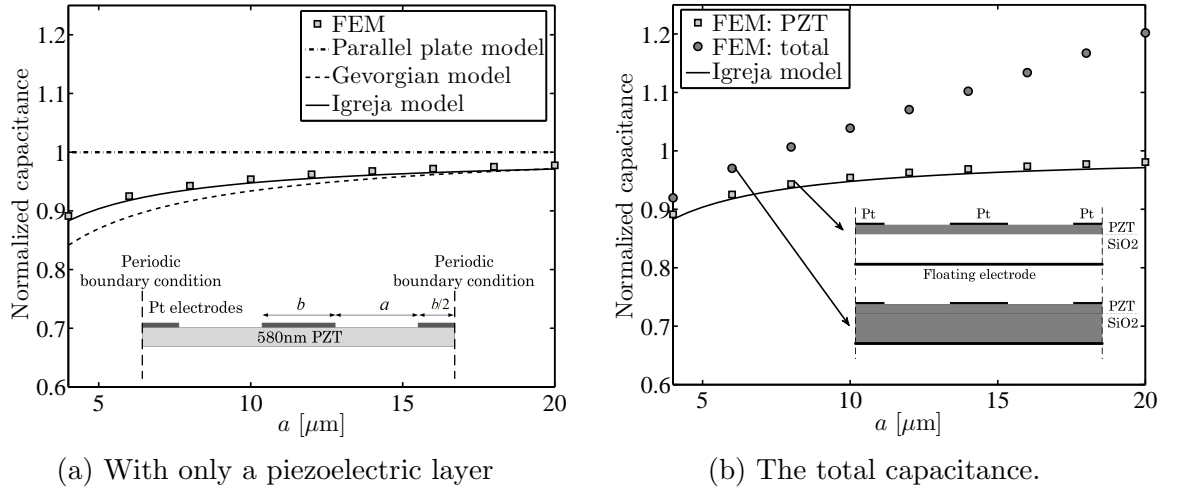 1.2
1.1
1
0.9
0.8
0.7
0.6
Normalized capacitance
FEM
Parallel plate model
Gevorgian model
Igreja model
Periodic
boundary condition
Periodic
boundary condition
Pt electrodes
b
a
b/2
580nm PZT
5
10
15
20
a [μm]
(a) With only a piezoelectric layer
1.2
1.1
1
0.9
0.8
0.7
0.6
Normalized capacitance
FEM: PZT
FEM: total
Igreja model
Pt
Pt
Pt
PZT
SiO2
Floating electrode
PZT
SiO2
5
10
15
20
a [μm]
(b) The total capacitance.